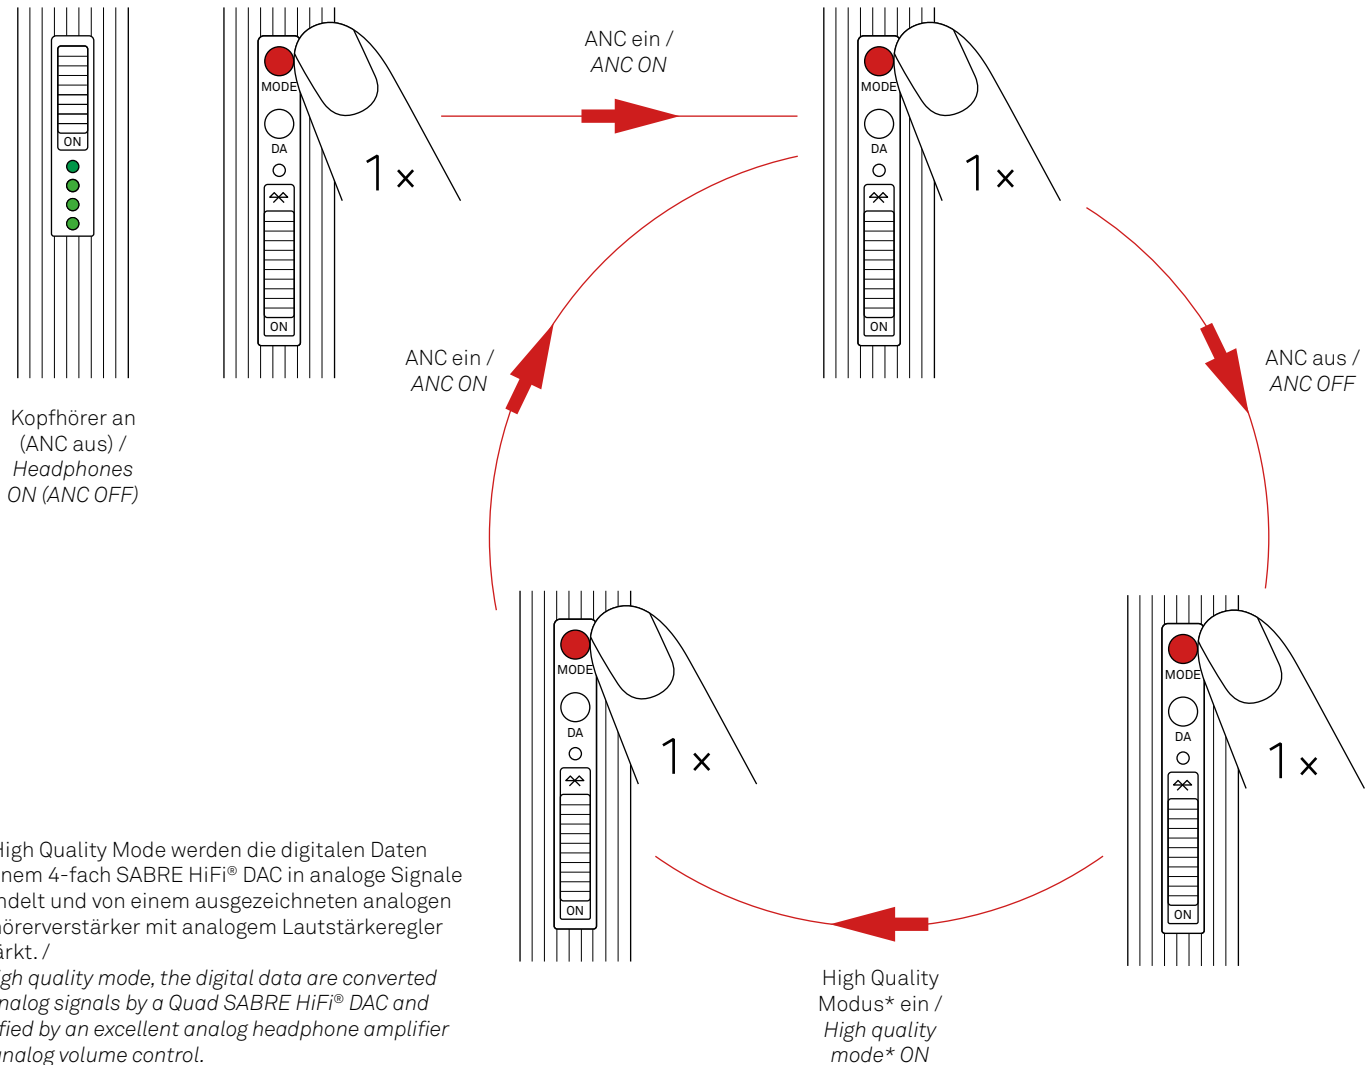 ON
MODE
DA
ON
1 ×
ANC ein /
ANC ON
MODE
DA
ON
1 ×
ANC ein /
ANC ON
ANC aus /
ANC OFF
Kopfhörer an
(ANC aus) /
Headphones
ON (ANC OFF)
MODE
DA
ON
1 ×
MODE
DA
ON
1 ×
High Quality Mode werden die digitalen Daten
nem 4-fach SABRE HiFi® DAC in analoge Signale
ndelt und von einem ausgezeichneten analogen
hörerverstärker mit analogem Lautstärkeregler
ärkt. /
gh quality mode, the digital data are converted
nalog signals by a Quad SABRE HiFi® DAC and
fied by an excellent analog headphone amplifier
analog volume control.
High Quality
Modus* ein /
High quality
mode* ON